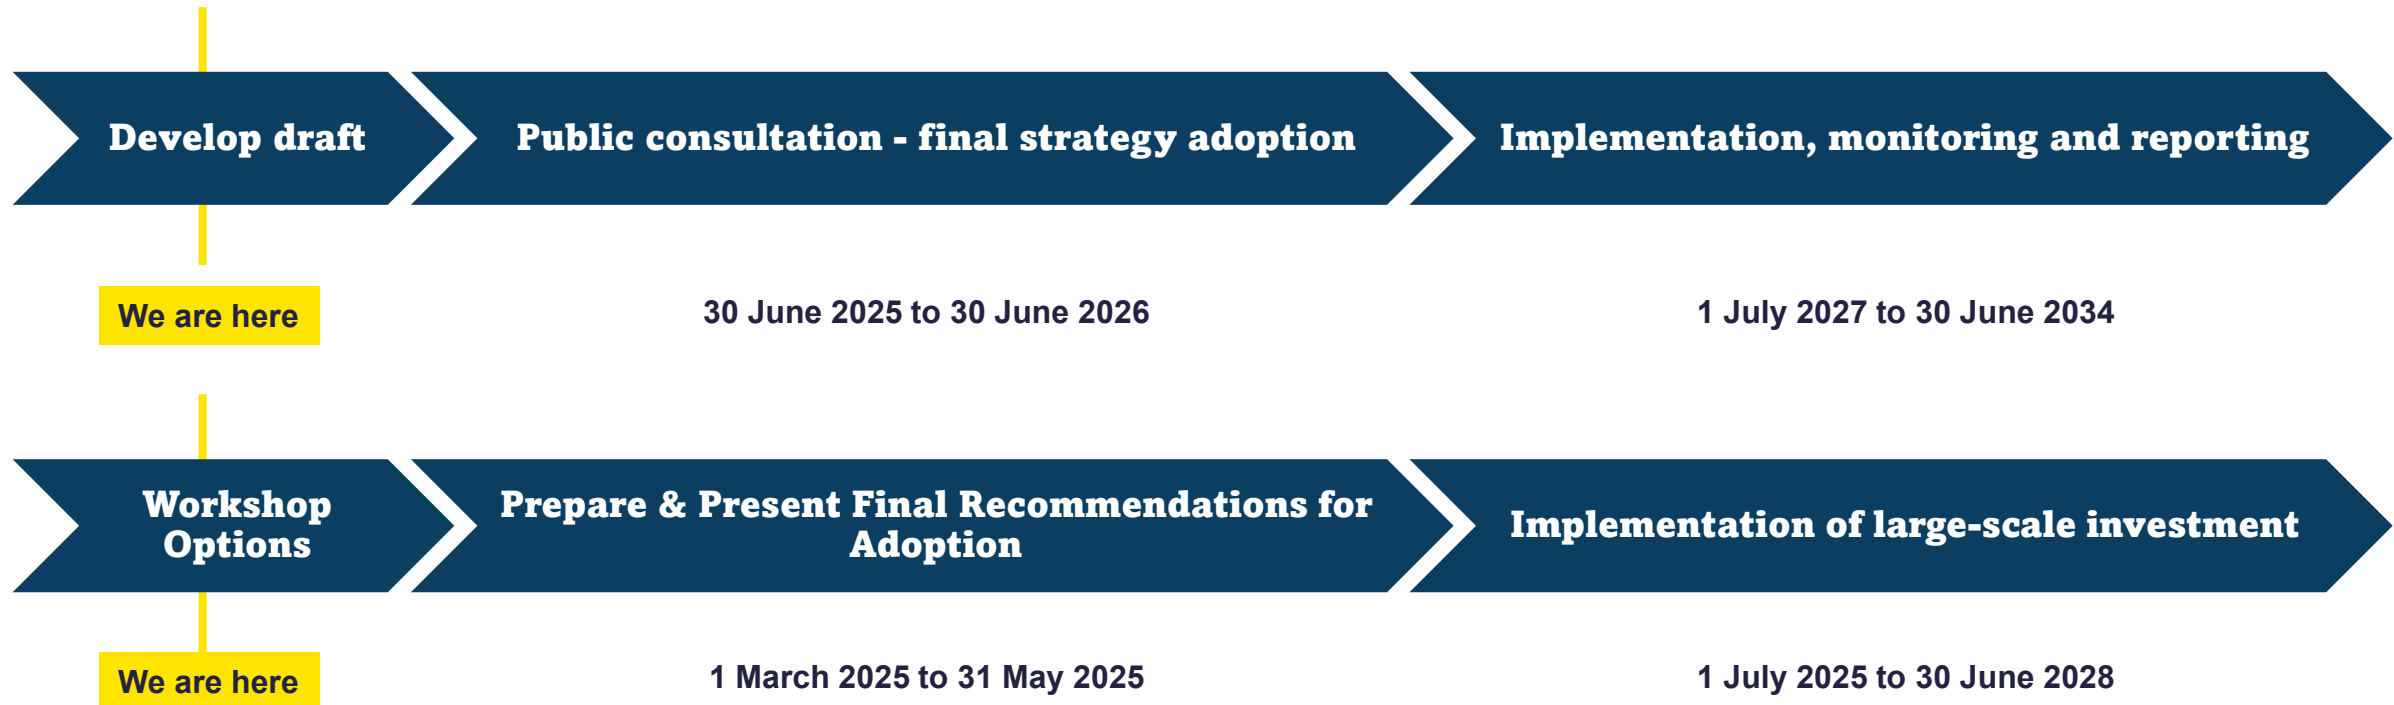 Develop draft
Public consultation - final strategy adoption
Implementation, monitoring and reporting
We are here
30 June 2025 to 30 June 2026
1 July 2027 to 30 June 2034
Workshop
Options
Prepare & Present Final Recommendations for
Adoption
Implementation of large-scale investment
We are here
1 March 2025 to 31 May 2025
1 July 2025 to 30 June 2028